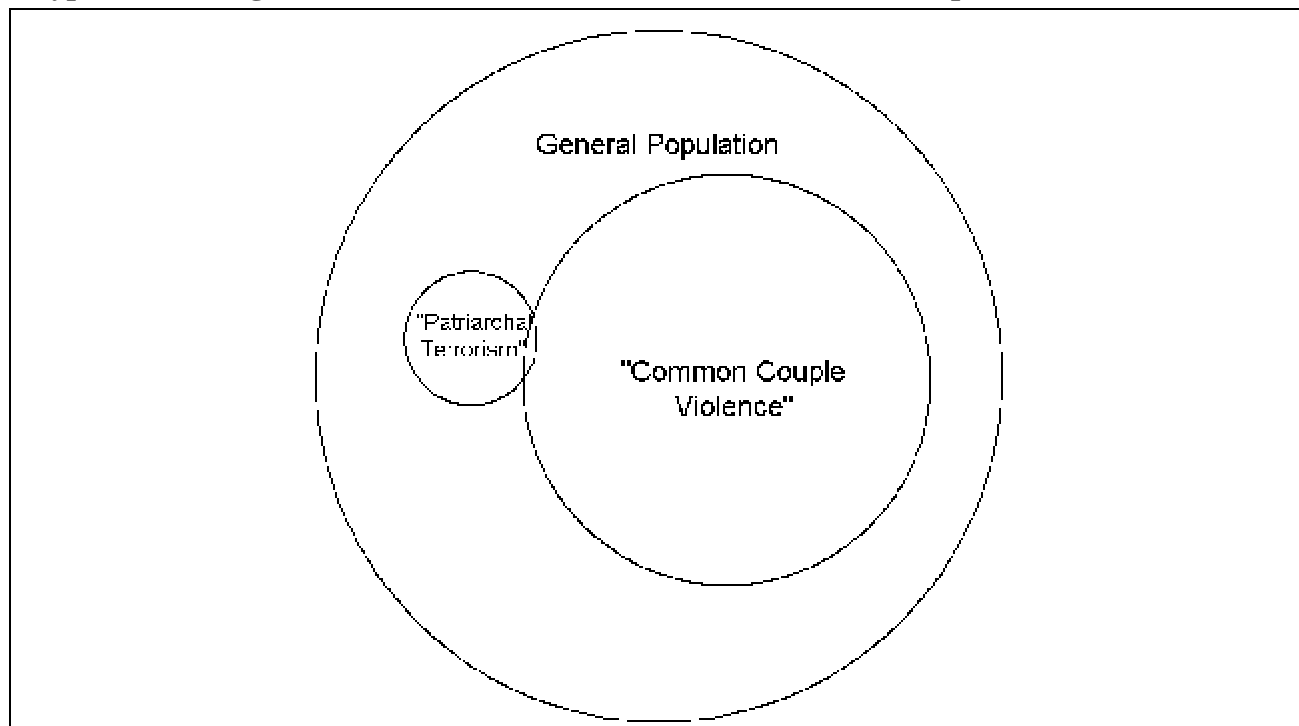 General Population
"Patriarchal
Terrorism"
"Common Couple
Violence"